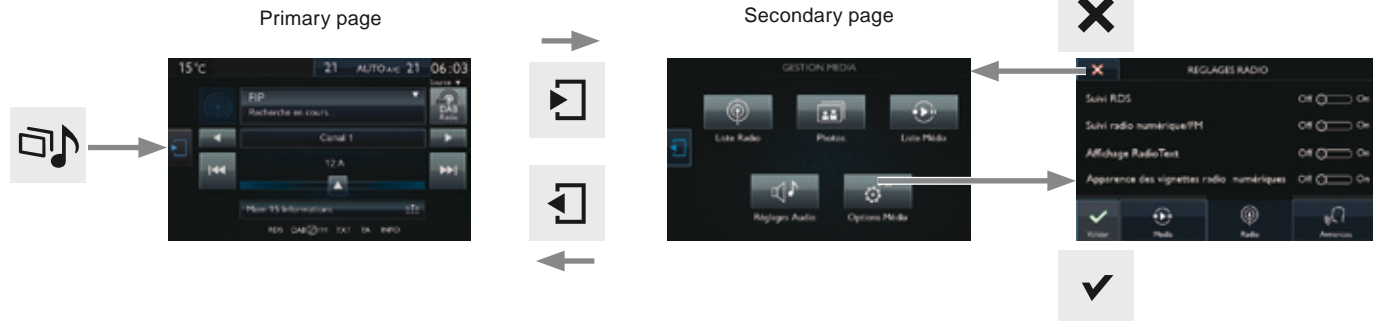 Primary page
Secondary page
15°C
21 AUTO A/C 21 06:03
Source
FIP
Recherche en cours...
DAB
Radio
Canal 1
12 A
Mem 15 Informations
RDS DAB FM TXT TA INFO
GESTION MEDIA
Liste Radio
Photos
Liste Média
Réglages Audio
Options Média
REGLAGES RADIO
Suivi RDS Off On
Suivi radio numérique/FM Off On
Affichage RadioText Off On
Apparence des vignettes radio numériques Off On
Valider
Media
Radio
Annonces